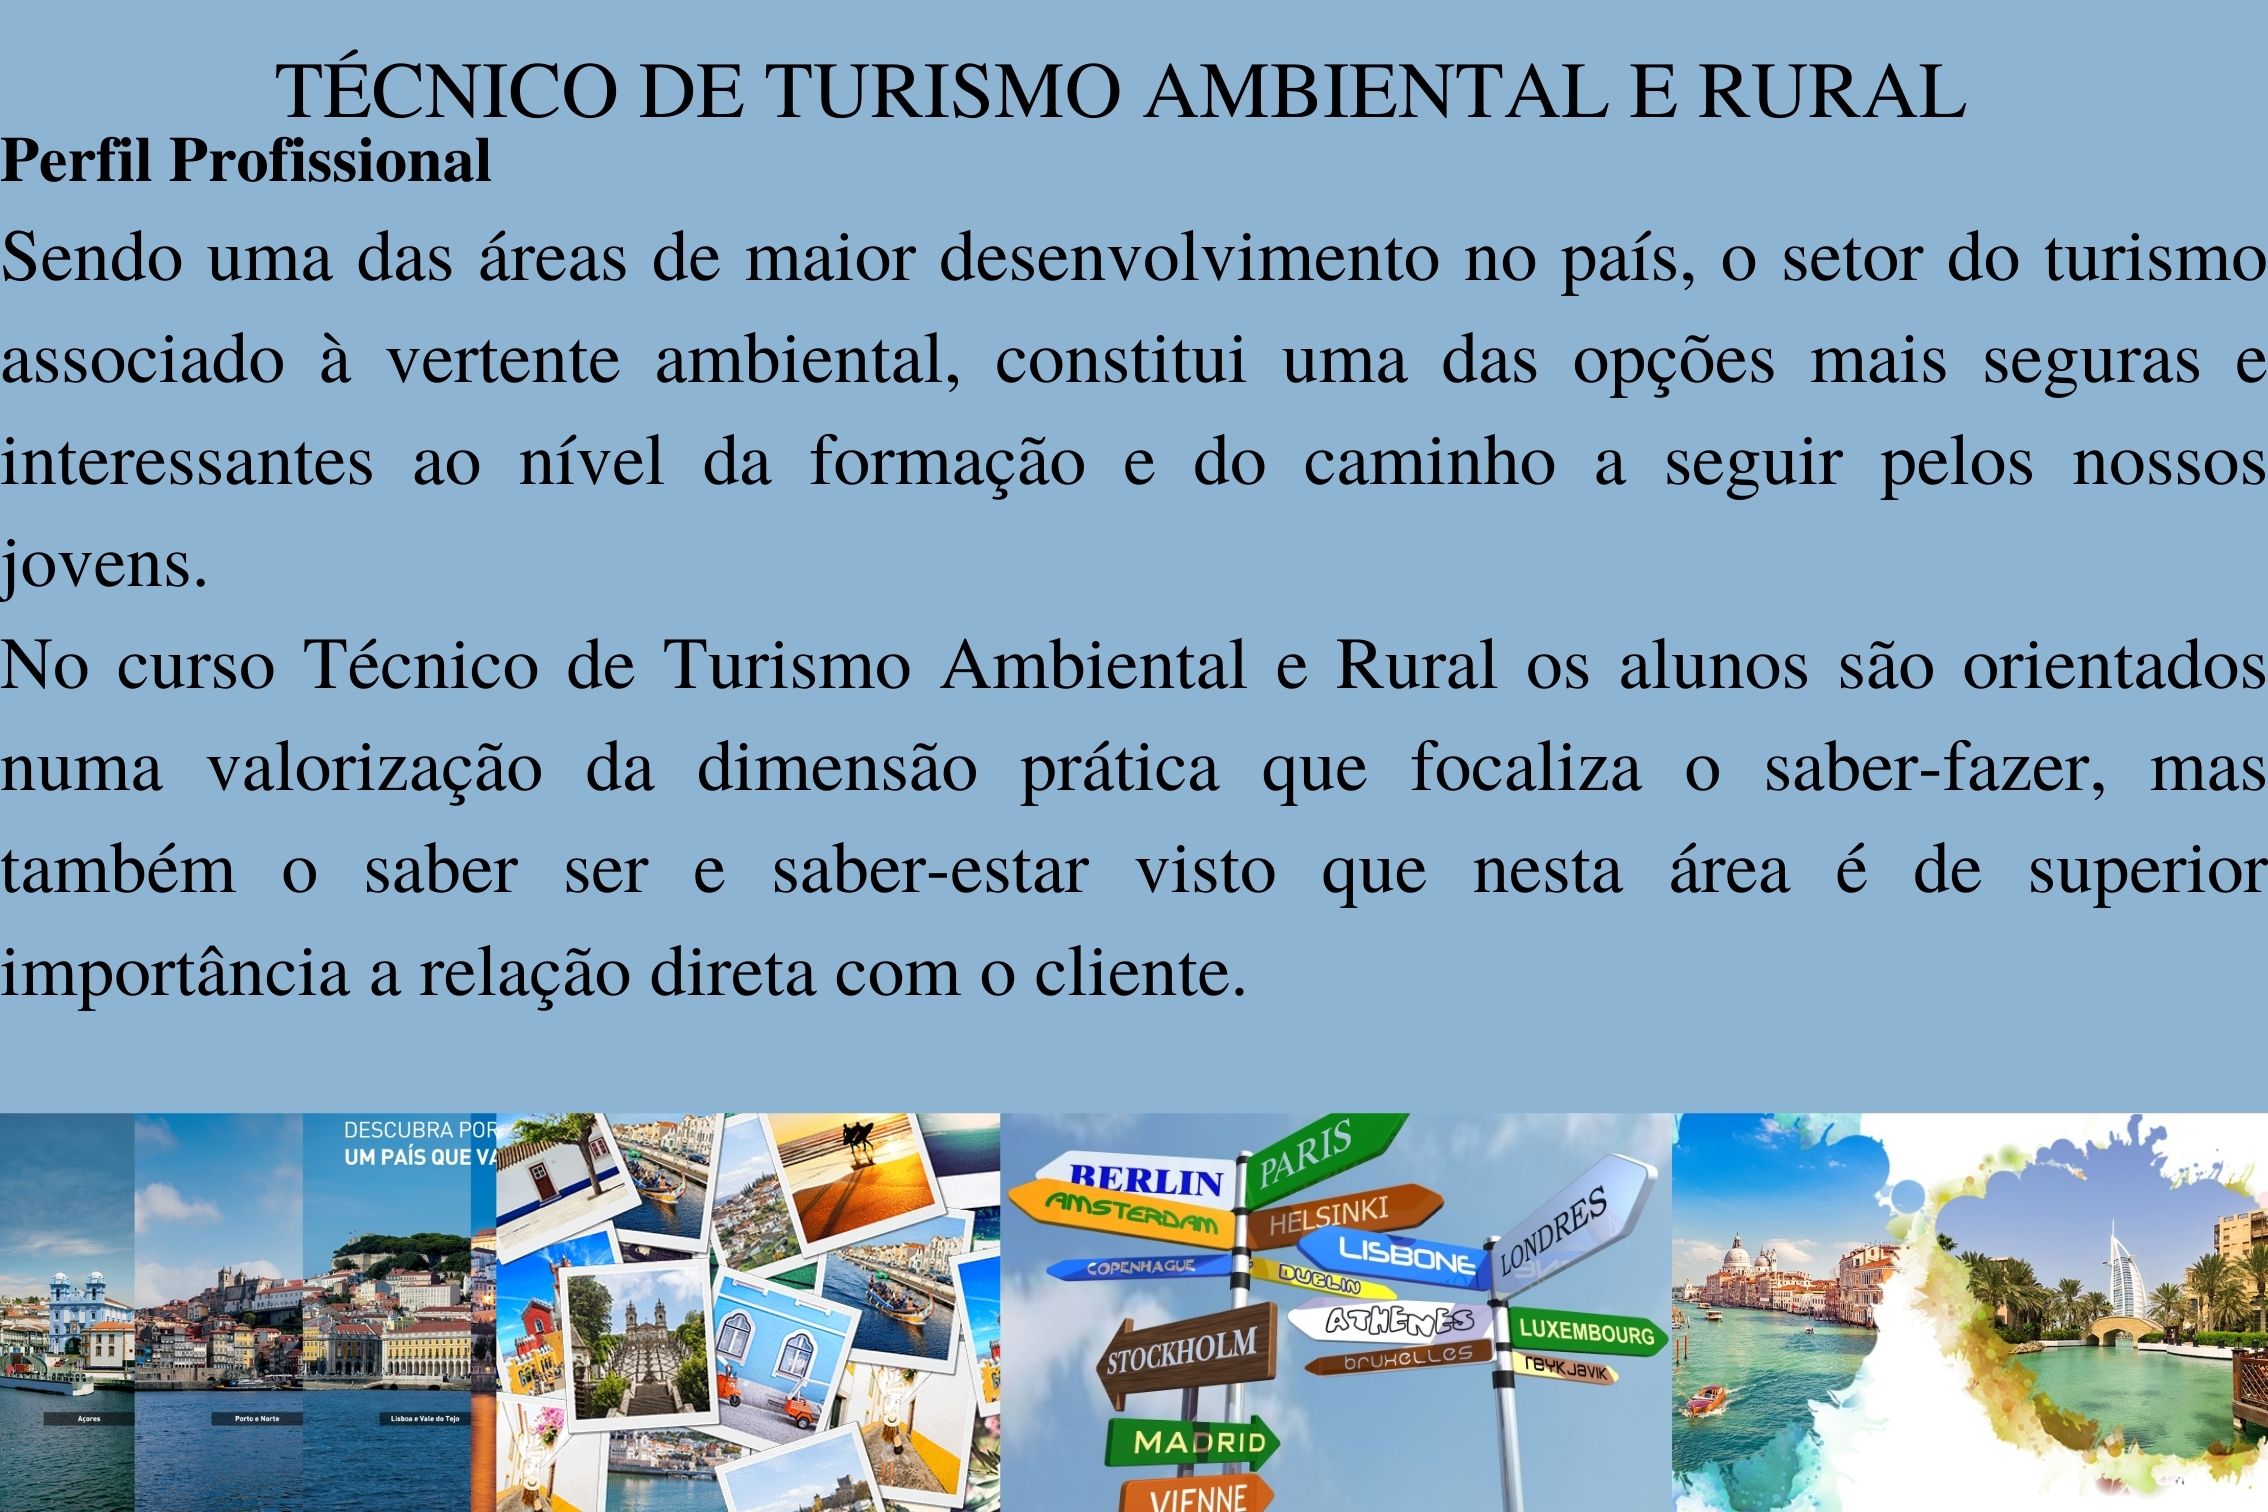 TÉCNICO DE TURISMO AMBIENTAL E RURAL
Perfil Profissional
Sendo uma das áreas de maior desenvolvimento no país, o setor do turismo
associado à vertente ambiental, constitui uma das opções mais seguras e
interessantes ao nível da formação e do caminho a seguir pelos nossos
jovens.
No curso Técnico de Turismo Ambiental e Rural os alunos são orientados
numa valorização da dimensão prática que focaliza o saber-fazer, mas
também o saber ser e saber-estar visto que nesta área é de superior
importância a relação direta com o cliente.
DESCUBRA POR
UM PAÍS QUE VA
Açores
Porto e Norte
Lisboa e Vale do Tejo
PARIS
BERLIN
AMSTERDAM
HELSINKI
LONDRES
LISBONE
COPENHAGUE
DUBLIN
ATHENES
LUXEMBOURG
STOCKHOLM
bruxelles
reykjavik
MADRID
VIENNE